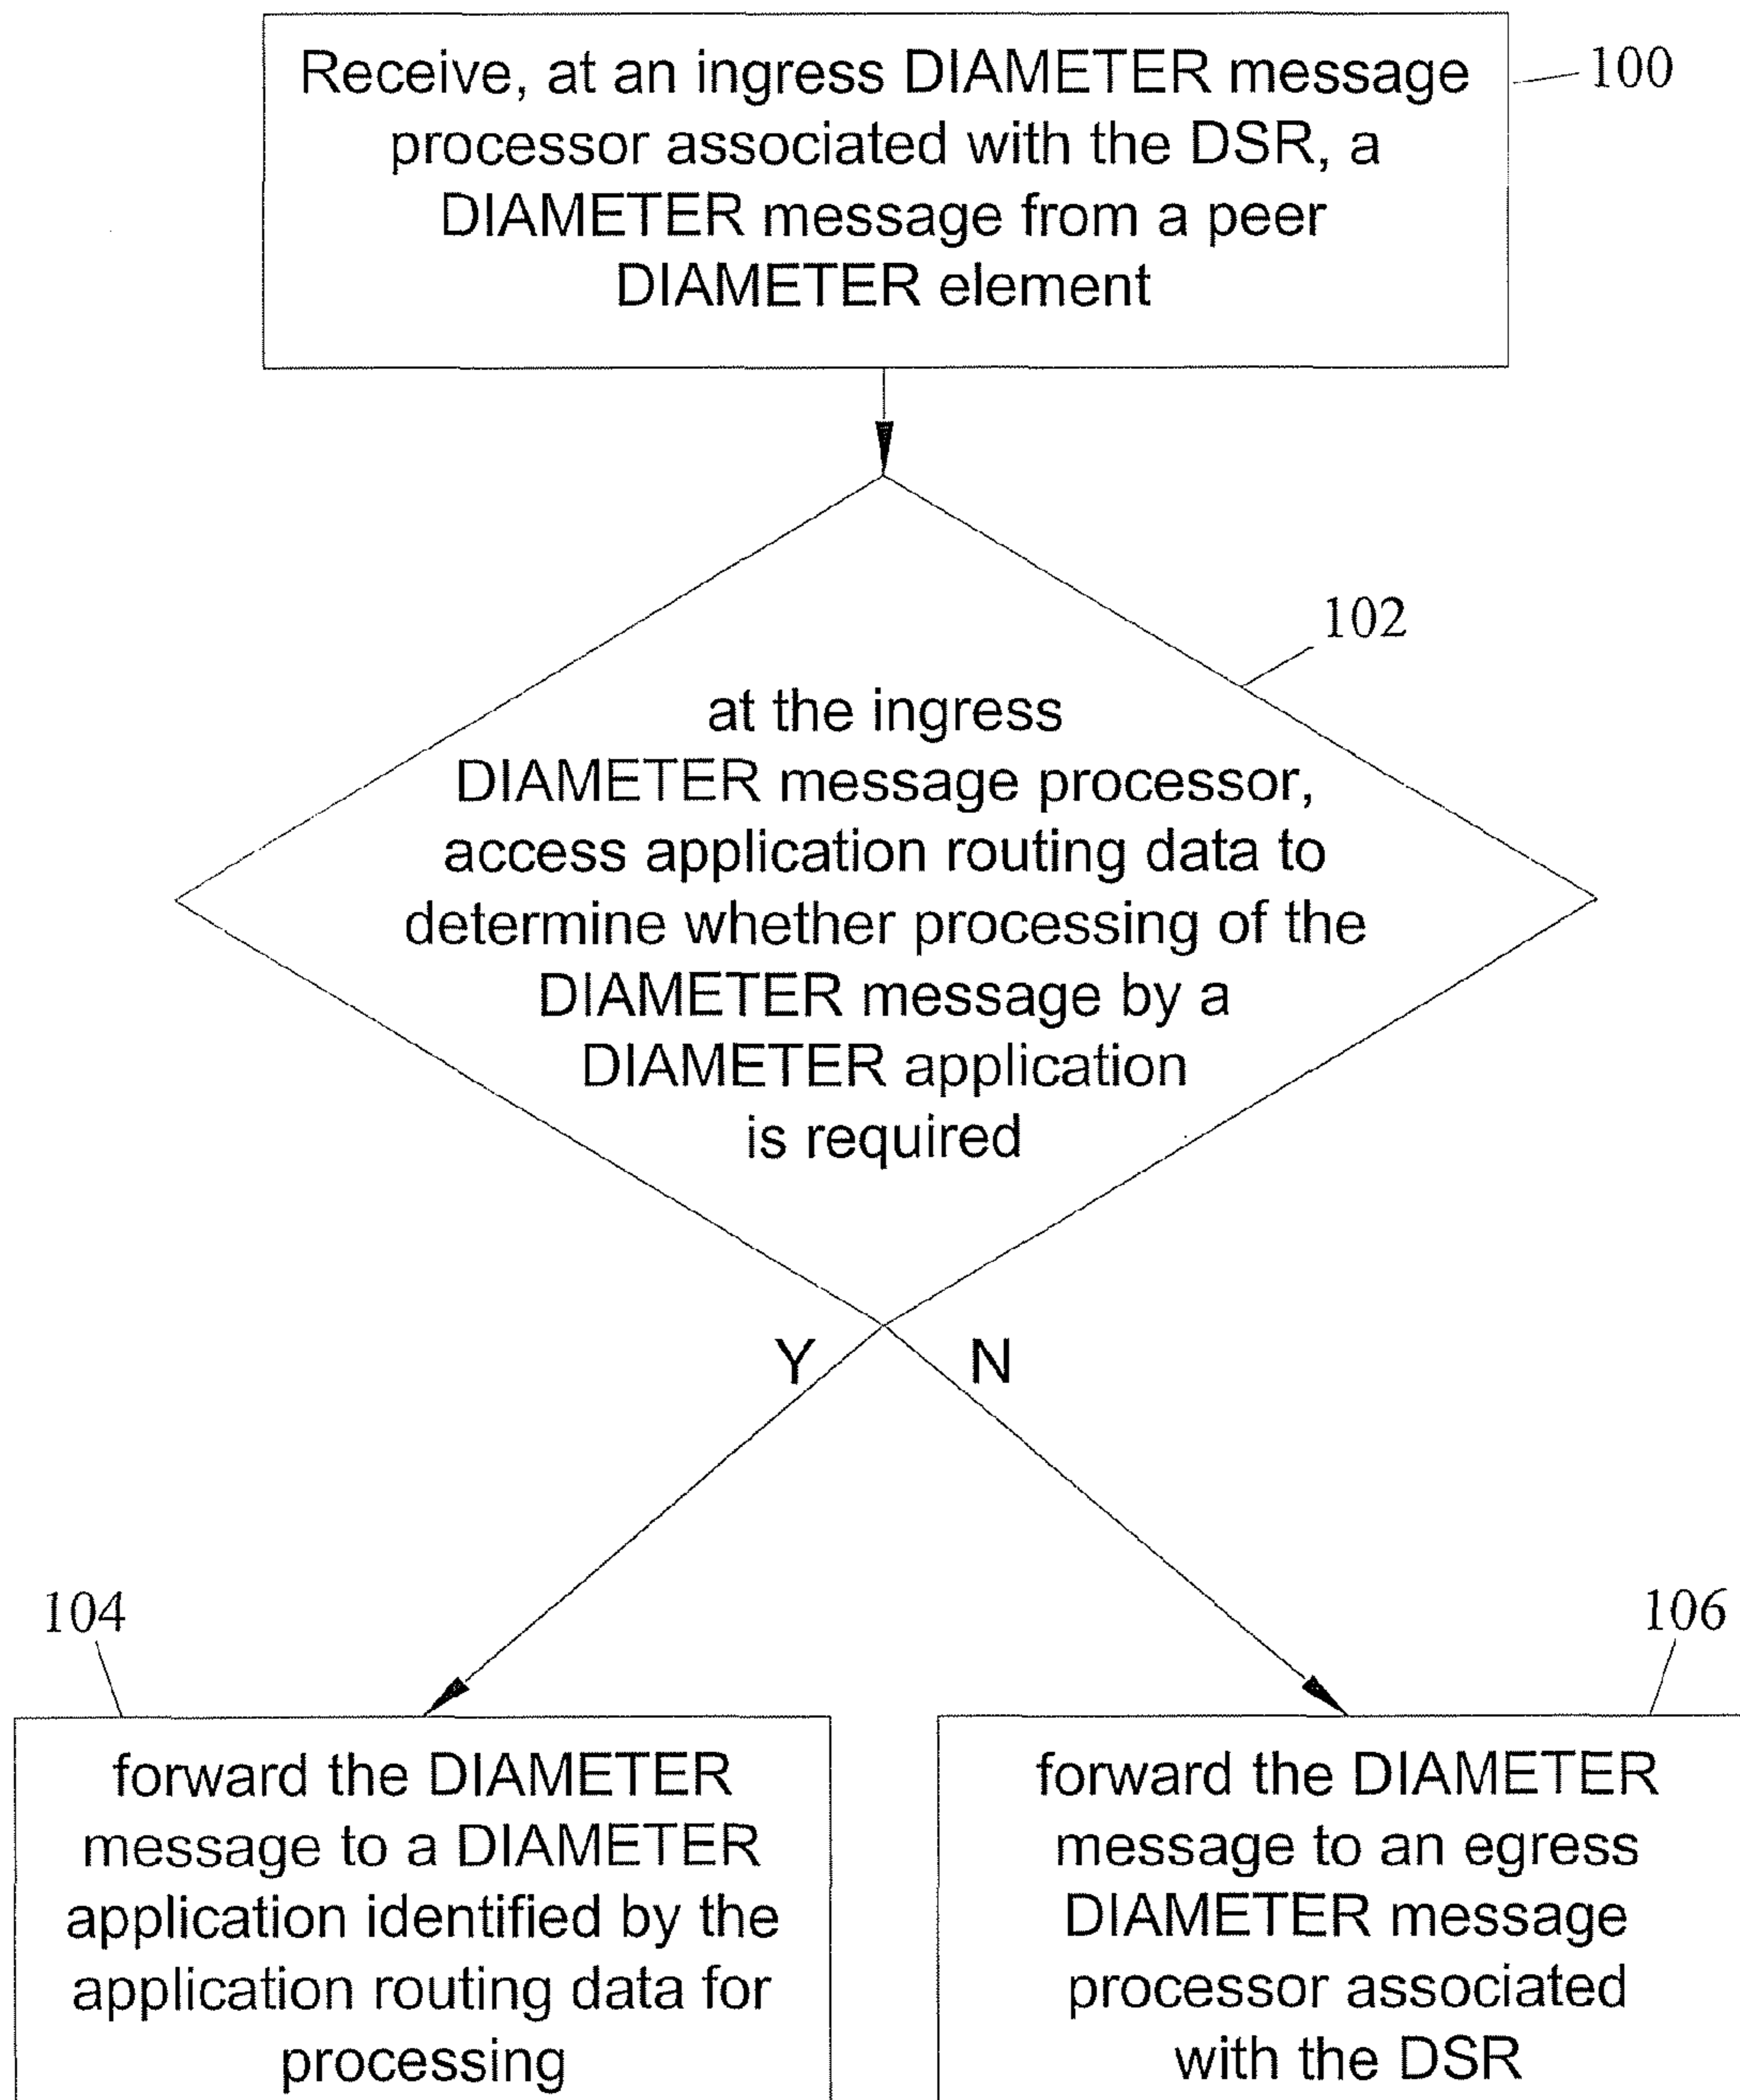 Receive, at an ingress DIAMETER message
processor associated with the DSR, a
DIAMETER message from a peer
DIAMETER element
100
102
at the ingress
DIAMETER message processor,
access application routing data to
determine whether processing of the
DIAMETER message by a
DIAMETER application
is required
Y
N
104
106
forward the DIAMETER
message to a DIAMETER
application identified by the
application routing data for
processing
forward the DIAMETER
message to an egress
DIAMETER message
processor associated
with the DSR